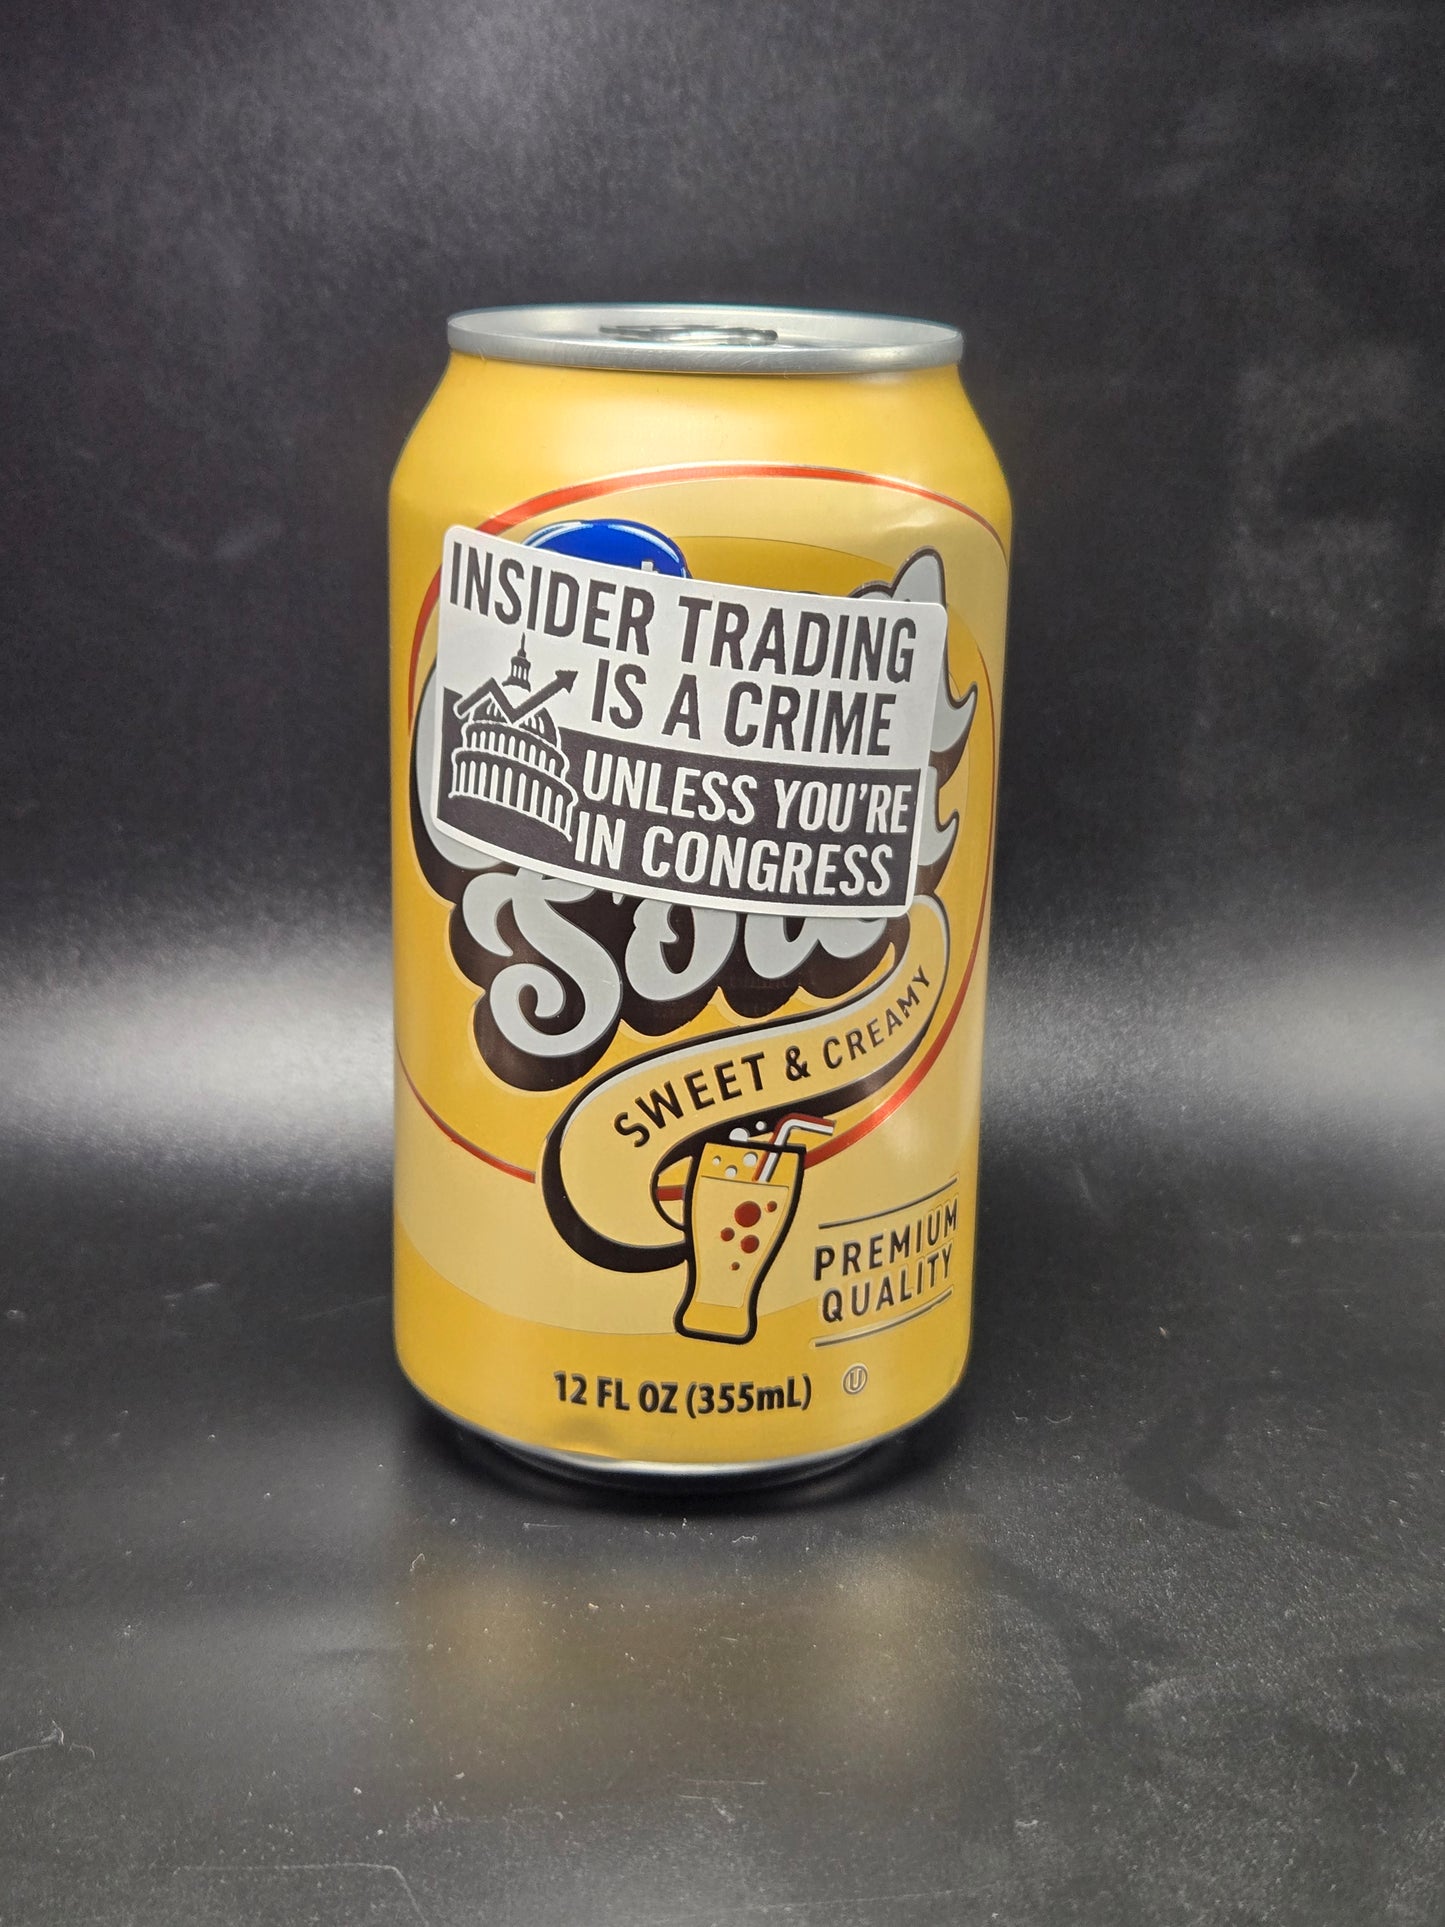 INSIDER TRADING
IS A CRIME
UNLESS YOU'RE
IN CONGRESS
SWEET & CREAMY
PREMIUM
QUALITY
12 FL OZ (355mL)
U